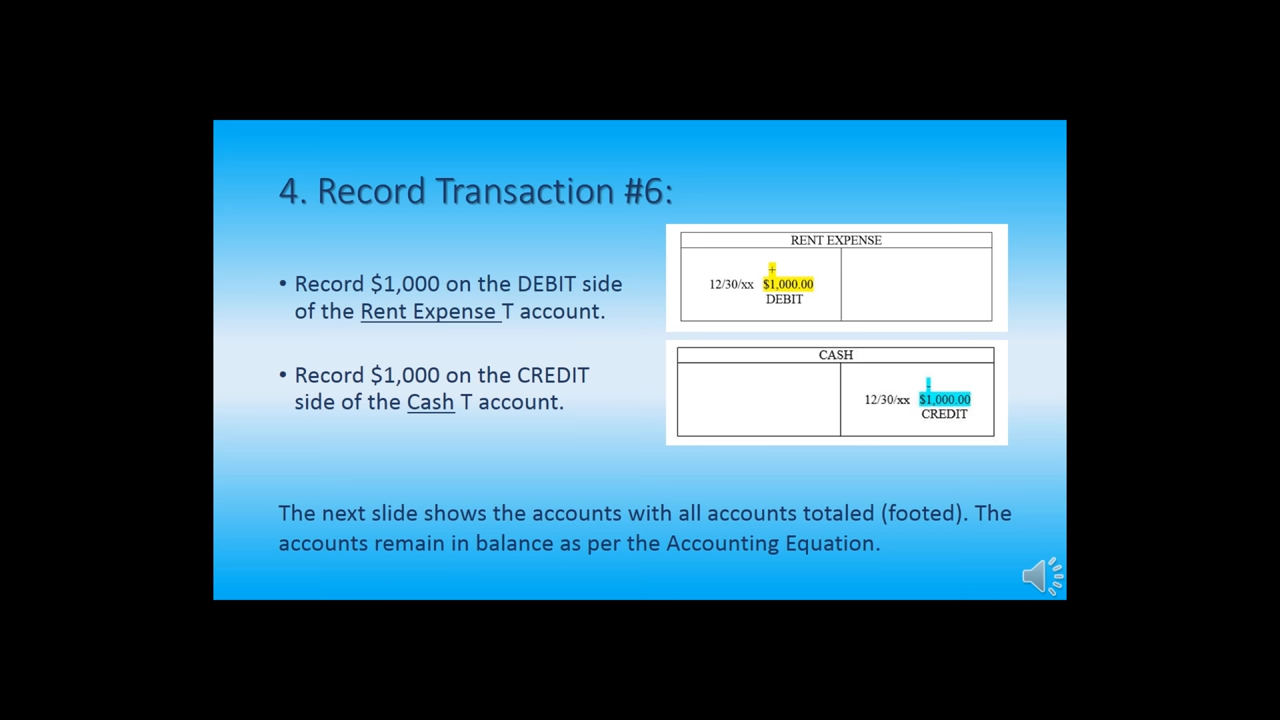 4. Record Transaction #6:
• Record $1,000 on the DEBIT side
of the Rent Expense T account.
• Record $1,000 on the CREDIT
side of the Cash T account.
RENT EXPENSE
+
12/30/xx $1,000.00
DEBIT
CASH
-
12/30/xx $1,000.00
CREDIT
The next slide shows the accounts with all accounts totaled (footed). The
accounts remain in balance as per the Accounting Equation.